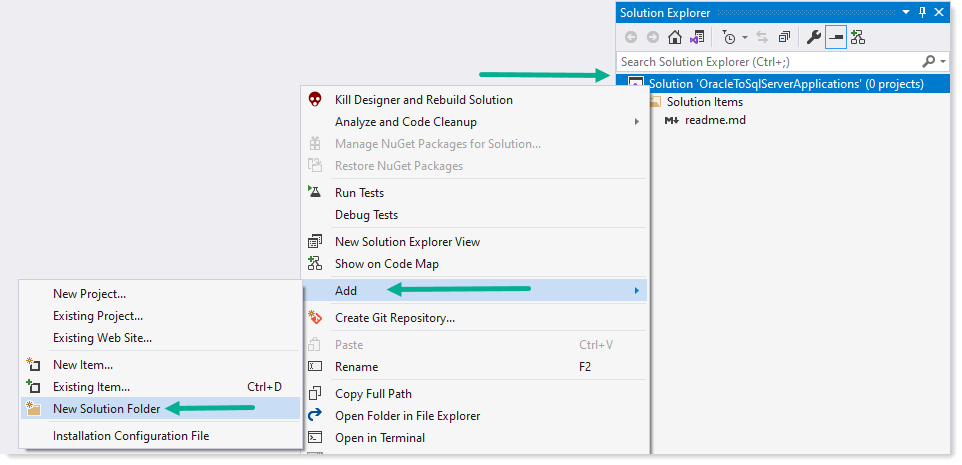 Solution Explorer
Search Solution Explorer (Ctrl+;)
Solution 'OracleToSqlServerApplications' (0 projects)
Solution Items
readme.md
Kill Designer and Rebuild Solution
Analyze and Code Cleanup
Manage NuGet Packages for Solution...
Restore NuGet Packages
Run Tests
Debug Tests
New Solution Explorer View
Show on Code Map
Add
Create Git Repository...
Paste Ctrl+V
Rename F2
Copy Full Path
Open Folder in File Explorer
Open in Terminal
New Project...
Existing Project...
Existing Web Site...
New Item...
Existing Item... Ctrl+D
New Solution Folder
Installation Configuration File